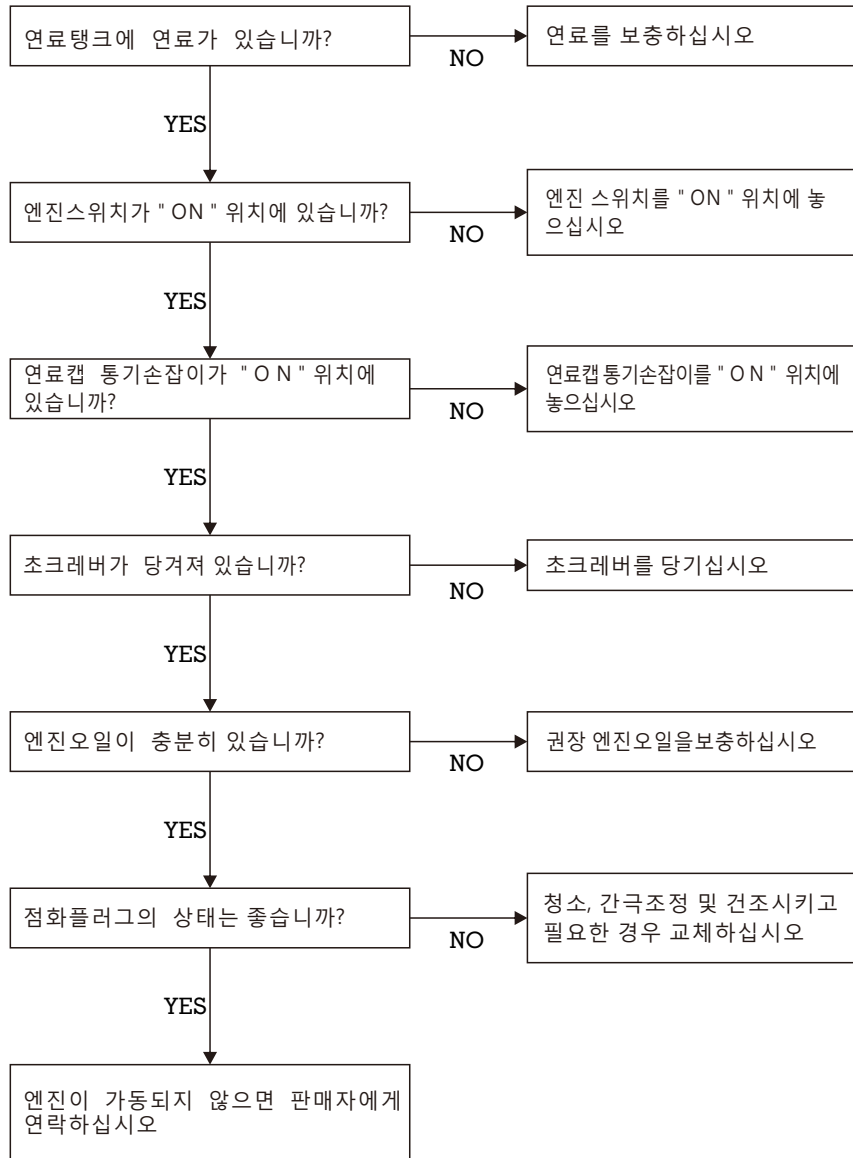 연료탱크에 연료가 있습니까?
NO
연료를 보충하십시오
YES
엔진스위치가 " ON " 위치에 있습니까?
NO
엔진 스위치를 " ON " 위치에 놓
으십시오
YES
연료캡 통기손잡이가 " O N " 위치에
있습니까?
NO
연료캡 통기손잡이를 " O N " 위치에
놓으십시오
YES
초크레버가 당겨져 있습니까?
NO
초크레버를 당기십시오
YES
엔진오일이 충분히 있습니까?
NO
권장 엔진오일을보충하십시오
YES
점화플러그의 상태는 좋습니까?
NO
청소, 간극조정 및 건조시키고
필요한 경우 교체하십시오
YES
엔진이 가동되지 않으면 판매자에게
연락하십시오